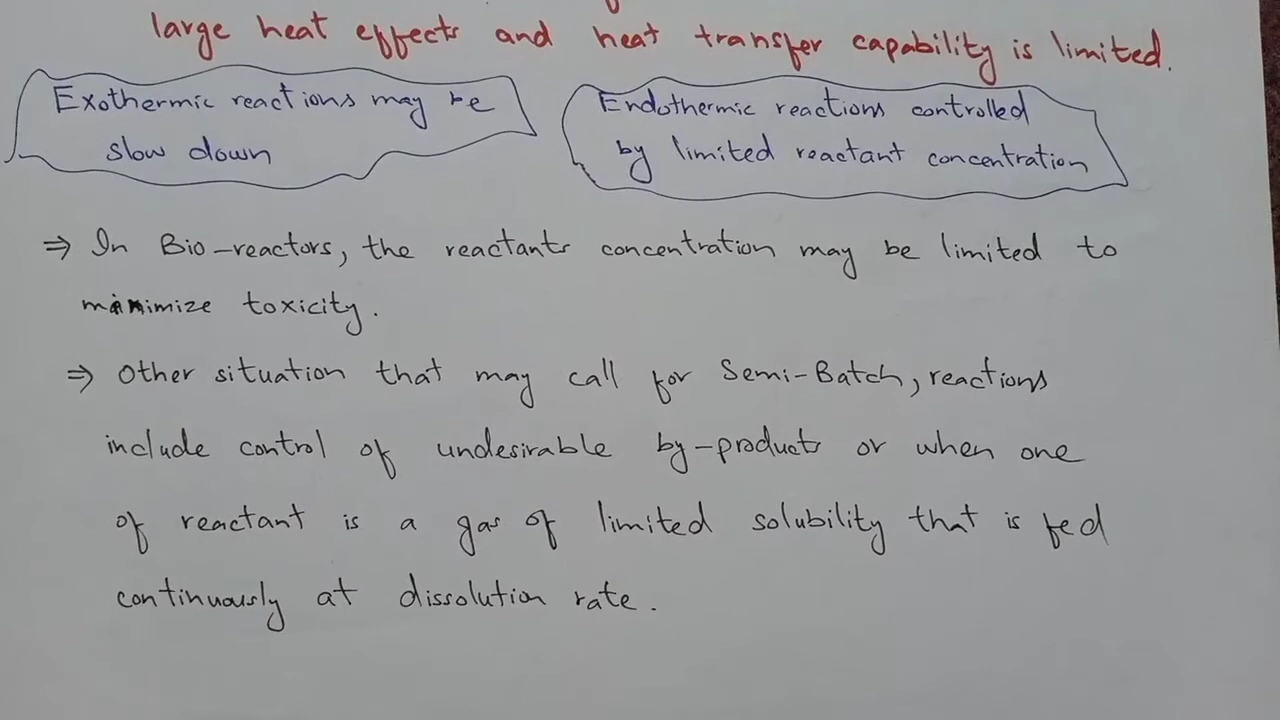 large heat effects and heat transfer capability is limited.
Exothermic reactions may be
slow down
Endothermic reactions controlled
by limited reactant concentration
⇒ In Bio-reactors, the reactants concentration may be limited to
minimize toxicity.
⇒ Other situation that may call for Semi-Batch, reactions
include control of undesirable by-products or when one
of reactant is a gas of limited solubility that is fed
continuously at dissolution rate.